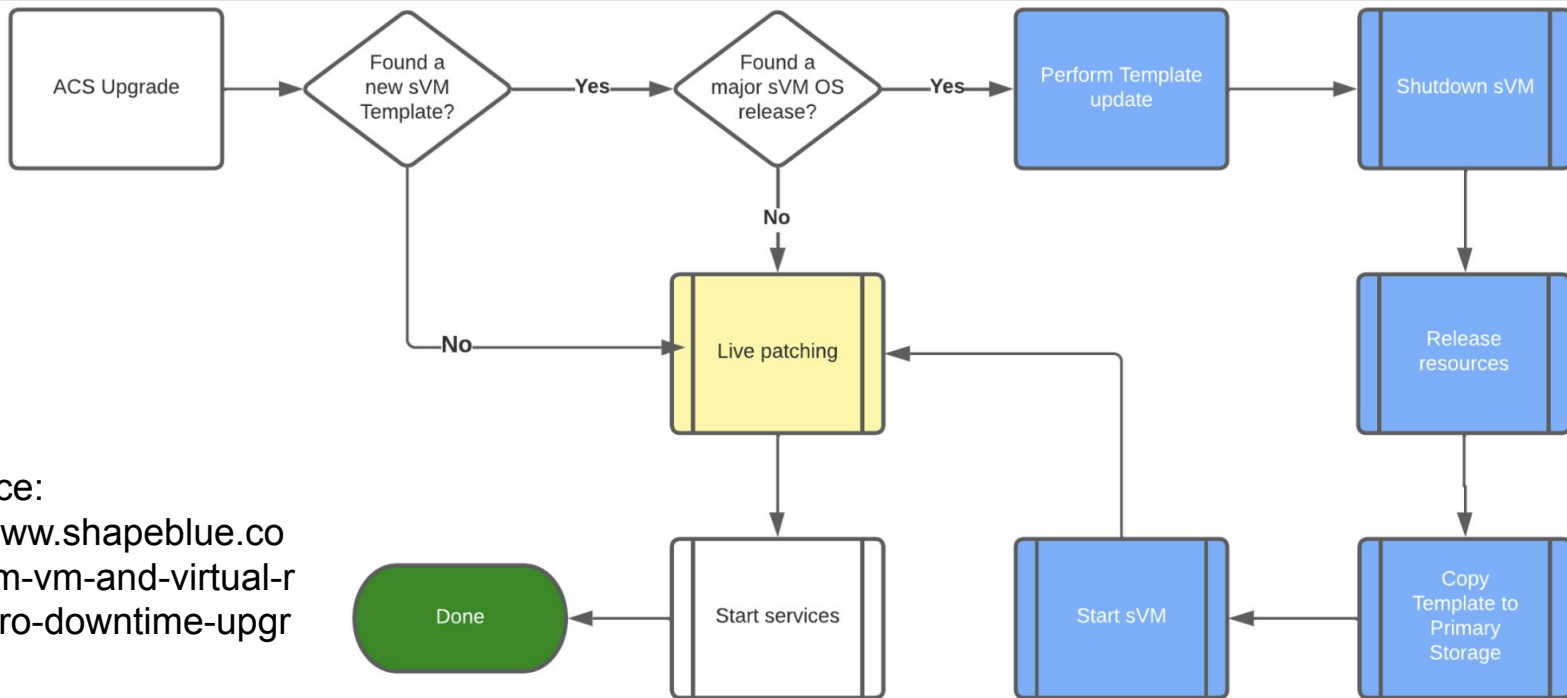 ACS Upgrade
Found a
new sVM
Template?
Yes
Found a
major sVM OS
release?
Yes
Perform Template
update
Shutdown sVM
No
No
Live patching
Release
resources
ce:
ww.shapeblue.co
m-vm-and-virtual-r
ro-downtime-upgr
Done
Start services
Start sVM
Copy
Template to
Primary
Storage